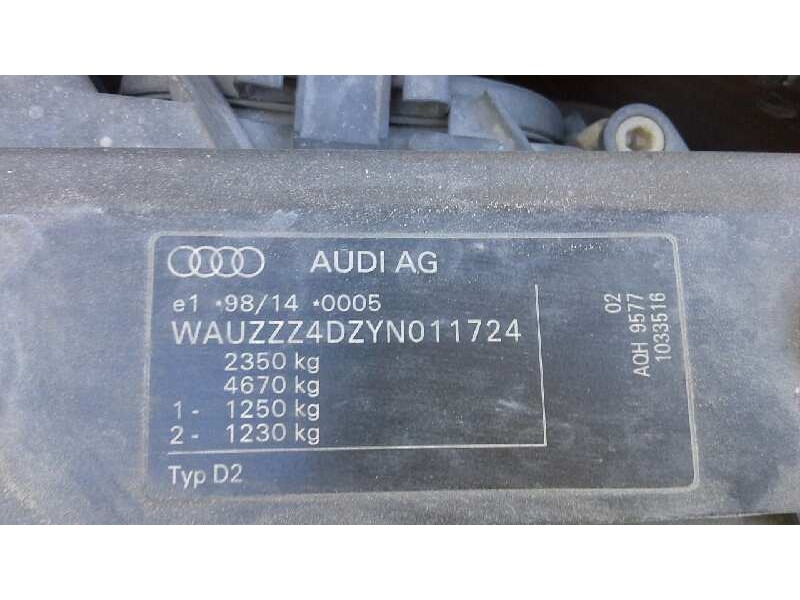 AUDI AG
e1 *98/14 *0005
WAUZZZ4DZYN011724
2350 kg
4670 kg
1- 1250 kg
2- 1230 kg
Typ D2
02
AQH 9577
1033516